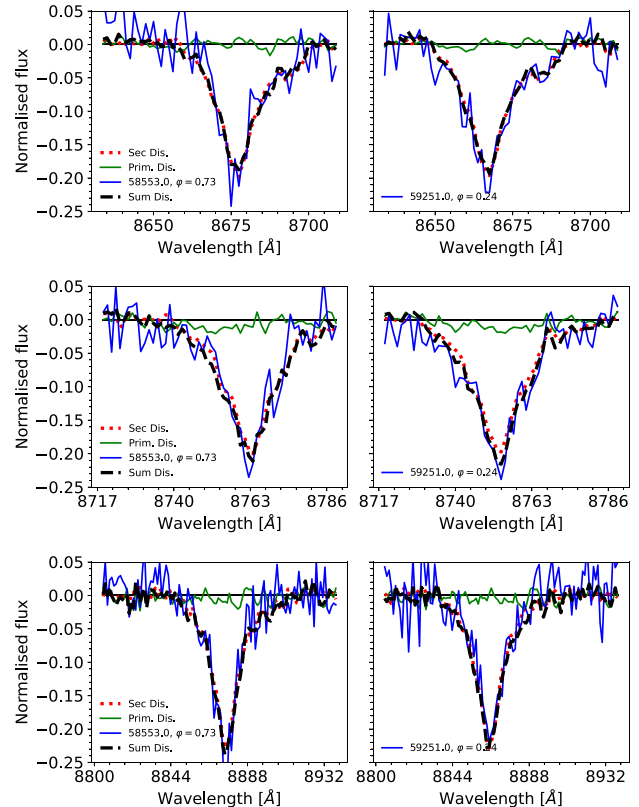 0.05
0.00
−0.05
−0.10
−0.15
−0.20
−0.25
Normalised flux
Sec Dis.
Prim. Dis.
58553.0, φ = 0.73
Sum Dis.
8650 8675 8700
Wavelength [Å]
59251.0, φ = 0.24
8650 8675 8700
Wavelength [Å]
0.05
0.00
−0.05
−0.10
−0.15
−0.20
−0.25
Normalised flux
Sec Dis.
Prim. Dis.
58553.0, φ = 0.73
Sum Dis.
8717 8740 8763 8786
Wavelength [Å]
59251.0, φ = 0.24
8717 8740 8763 8786
Wavelength [Å]
0.05
0.00
−0.05
−0.10
−0.15
−0.20
−0.25
Normalised flux
Sec Dis.
Prim. Dis.
58553.0, φ = 0.73
Sum Dis.
8800 8844 8888 8932
Wavelength [Å]
59251.0, φ = 0.24
8800 8844 8888 8932
Wavelength [Å]